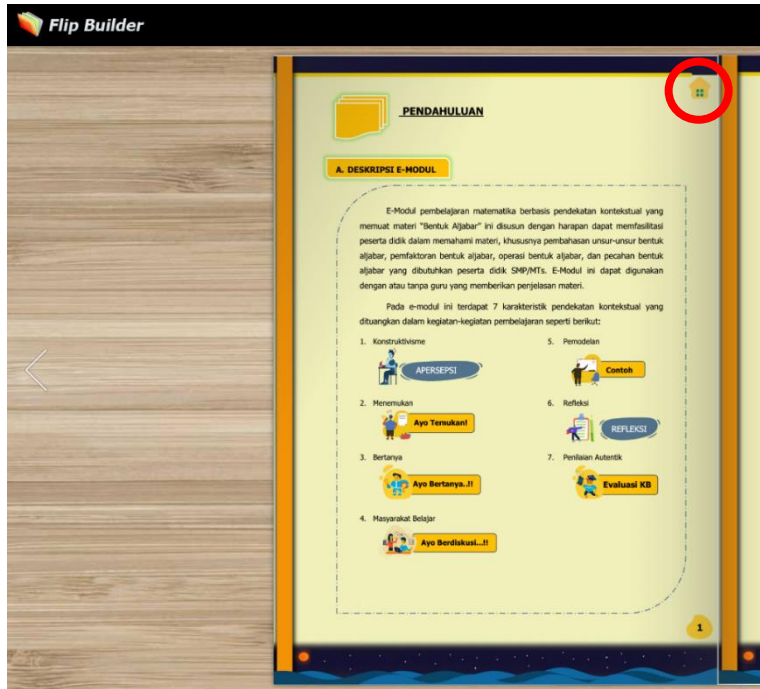 Flip Builder
PENDAHULUAN
A. DESKRIPSI E-MODUL
E-Modul pembelajaran matematika berbasis pendekatan kontekstual yang
memuat materi "Bentuk Aljabar" ini disusun dengan harapan dapat memfasilitasi
peserta didik dalam memahami materi, khususnya pembahasan unsur-unsur bentuk
aljabar, pemfaktoran bentuk aljabar, operasi bentuk aljabar, dan pecahan bentuk
aljabar yang dibutuhkan peserta didik SMP/MTs. E-Modul ini dapat digunakan
dengan atau tanpa guru yang memberikan penjelasan materi.
Pada e-modul ini terdapat 7 karakteristik pendekatan kontekstual yang
dituangkan dalam kegiatan-kegiatan pembelajaran seperti berikut:
1. Konstruktivisme
APERSEPSI
2. Menemukan
Ayo Temukan!
3. Bertanya
Ayo Bertanya..!!
4. Masyarakat Belajar
Ayo Berdiskusi...!!
5. Pemodelan
Contoh
6. Refleksi
REFLEKSI
7. Penilaian Autentik
Evaluasi KB
1